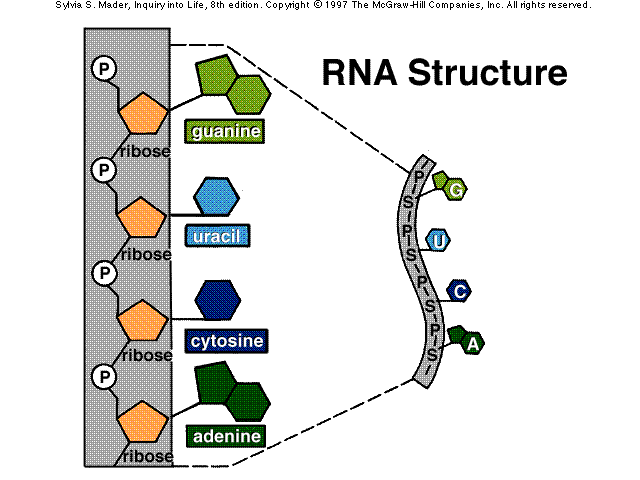 Sylvia S. Mader, Inquiry into Life, 8th edition. Copyright © 1997 The McGraw-Hill Companies, Inc. All rights reserved.
RNA Structure
P
guanine
ribose
P
uracil
ribose
P
cytosine
ribose
P
adenine
ribose
P
G
S
P
U
S
P
C
S
P
A
S